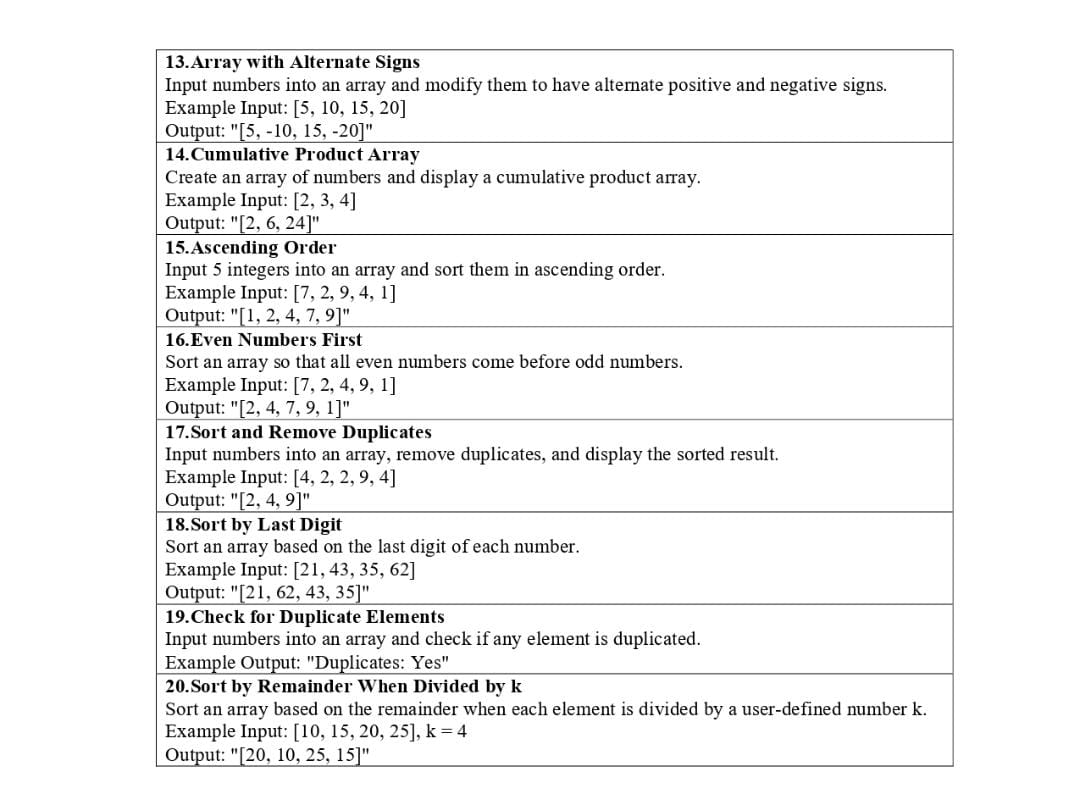 13.Array with Alternate Signs
Input numbers into an array and modify them to have alternate positive and negative signs.
Example Input: [5, 10, 15, 20]
Output: "[5, -10, 15, -20]"
14.Cumulative Product Array
Create an array of numbers and display a cumulative product array.
Example Input: [2, 3, 4]
Output: "[2, 6, 24]"
15.Ascending Order
Input 5 integers into an array and sort them in ascending order.
Example Input: [7, 2, 9, 4, 1]
Output: "[1, 2, 4, 7, 9]"
16.Even Numbers First
Sort an array so that all even numbers come before odd numbers.
Example Input: [7, 2, 4, 9, 1]
Output: "[2, 4, 7, 9, 1]"
17.Sort and Remove Duplicates
Input numbers into an array, remove duplicates, and display the sorted result.
Example Input: [4, 2, 2, 9, 4]
Output: "[2, 4, 9]"
18.Sort by Last Digit
Sort an array based on the last digit of each number.
Example Input: [21, 43, 35, 62]
Output: "[21, 62, 43, 35]"
19.Check for Duplicate Elements
Input numbers into an array and check if any element is duplicated.
Example Output: "Duplicates: Yes"
20.Sort by Remainder When Divided by k
Sort an array based on the remainder when each element is divided by a user-defined number k.
Example Input: [10, 15, 20, 25], k = 4
Output: "[20, 10, 25, 15]"